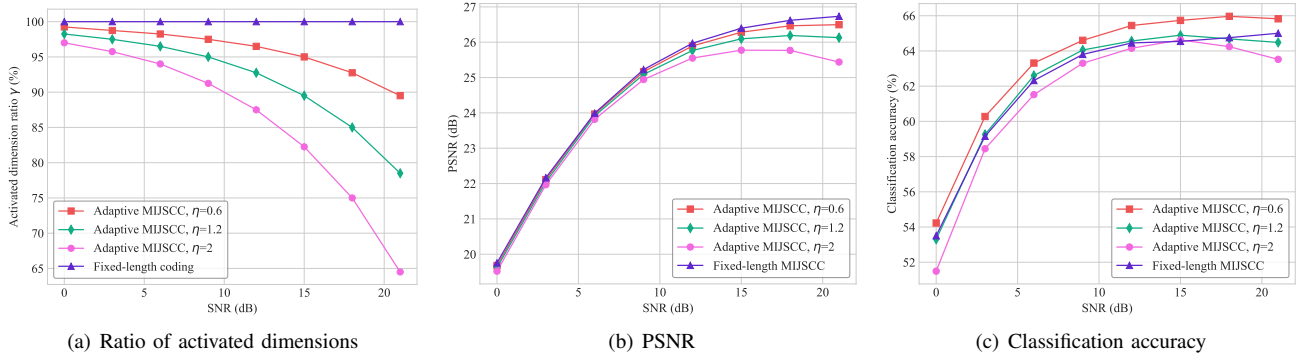 100
95
90
85
80
75
70
65
0
5
10
15
20
SNR (dB)
Activated dimension ratio γ (%)
Adaptive MIJSCC, η=0.6
Adaptive MIJSCC, η=1.2
Adaptive MIJSCC, η=2
Fixed-length coding
(a) Ratio of activated dimensions
27
26
25
24
23
22
21
20
0
5
10
15
20
SNR (dB)
PSNR (dB)
Adaptive MIJSCC, η=0.6
Adaptive MIJSCC, η=1.2
Adaptive MIJSCC, η=2
Fixed-length MIJSCC
(b) PSNR
66
64
62
60
58
56
54
52
0
5
10
15
20
SNR (dB)
Classification accuracy (%)
Adaptive MIJSCC, η=0.6
Adaptive MIJSCC, η=1.2
Adaptive MIJSCC, η=2
Fixed-length MIJSCC
(c) Classification accuracy